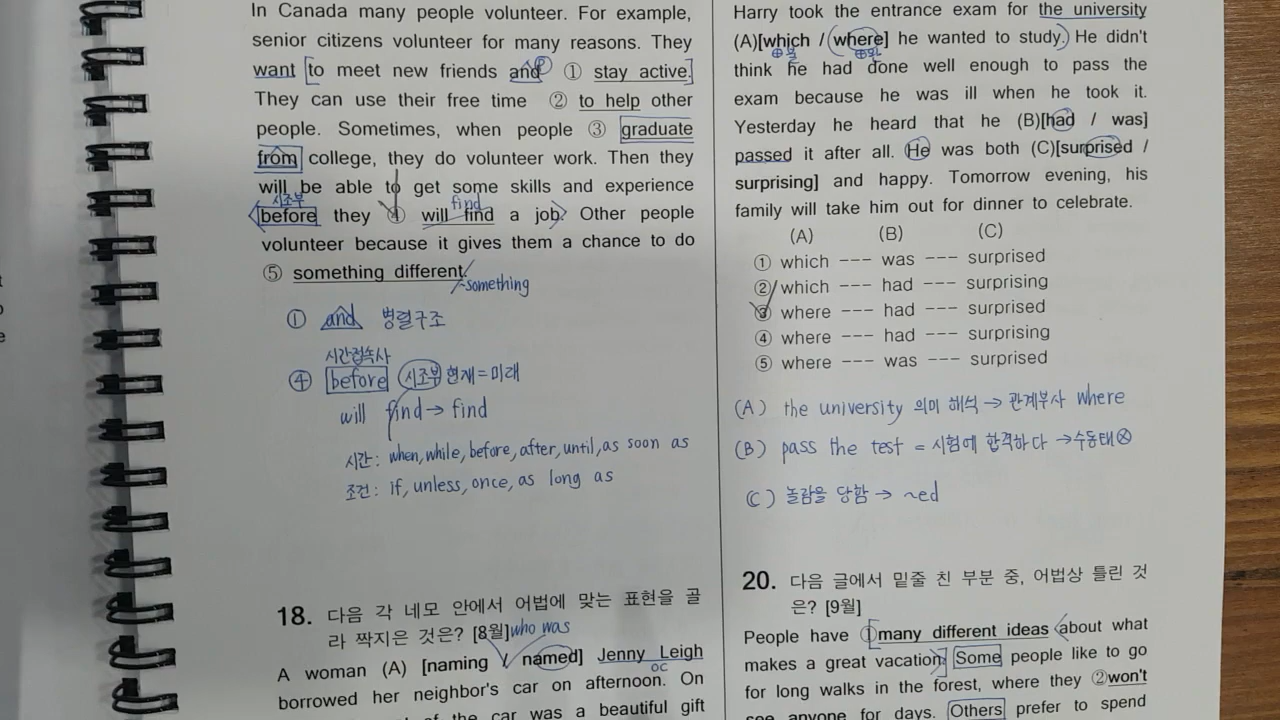 In Canada many people volunteer. For example,
senior citizens volunteer for many reasons. They
want to meet new friends and ① stay active.
They can use their free time ② to help other
people. Sometimes, when people ③ graduate
from college, they do volunteer work. Then they
will be able to get some skills and experience
시조부 find
before they ④ will find a job. Other people
volunteer because it gives them a chance to do
⑤ something different.
something
① and 병렬구조
시간접속사
④ before 시조부 현재=미래
will find → find
시간: when, while, before, after, until, as soon as
조건: if, unless, once, as long as
18. 다음 각 네모 안에서 어법에 맞는 표현을 골
라 짝지은 것은? [8월] who was
A woman (A) [naming / named] Jenny Leigh
OC
borrowed her neighbor's car on afternoon. On
of the car was a beautiful gift
Harry took the entrance exam for the university
(A)[which / where] he wanted to study. He didn't
think he had done well enough to pass the
exam because he was ill when he took it.
Yesterday he heard that he (B)[had / was]
passed it after all. He was both (C)[surprised /
surprising] and happy. Tomorrow evening, his
family will take him out for dinner to celebrate.
(A) (B) (C)
① which --- was --- surprised
② which --- had --- surprising
③ where --- had --- surprised
④ where --- had --- surprising
⑤ where --- was --- surprised
(A) the university 의미 해석 → 관계부사 where
(B) pass the test = 시험에 합격하다 → 수동태 ⓧ
(C) 놀람을 당함 → ~ed
20. 다음 글에서 밑줄 친 부분 중, 어법상 틀린 것
은? [9월]
People have ① many different ideas about what
makes a great vacation. Some people like to go
for long walks in the forest, where they ② won't
see anyone for days. Others prefer to spend